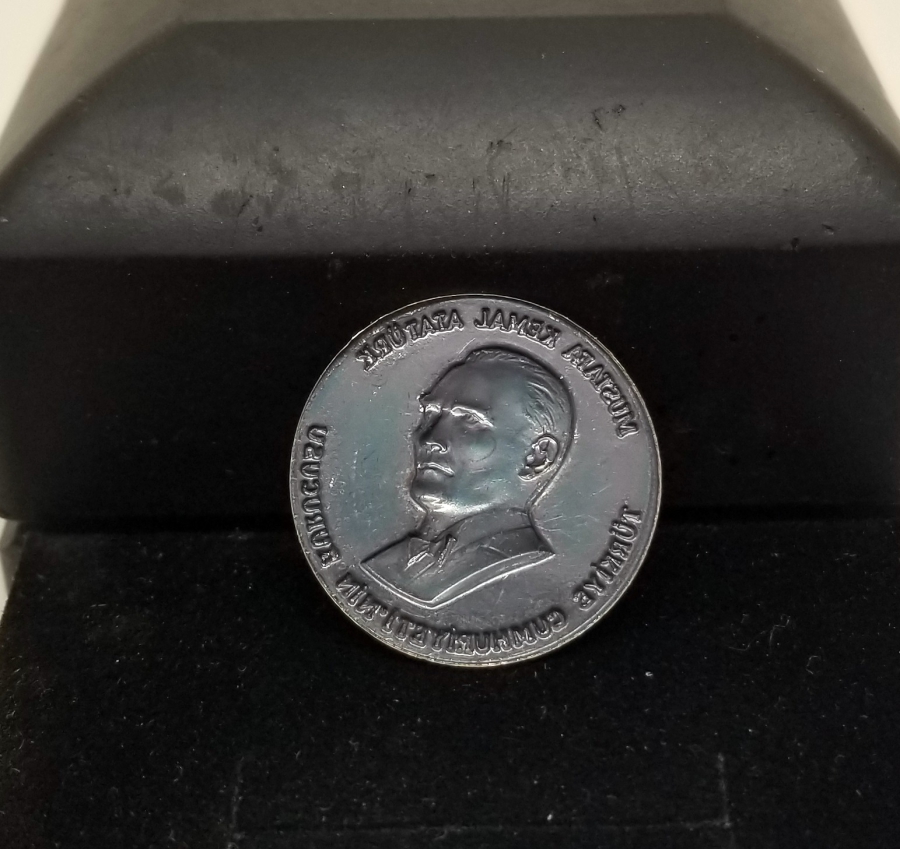 MUSTAFA KEMAL ATATÜRK
TÜRKİYE CUMHURİYETİ'NİN KURUCUSU